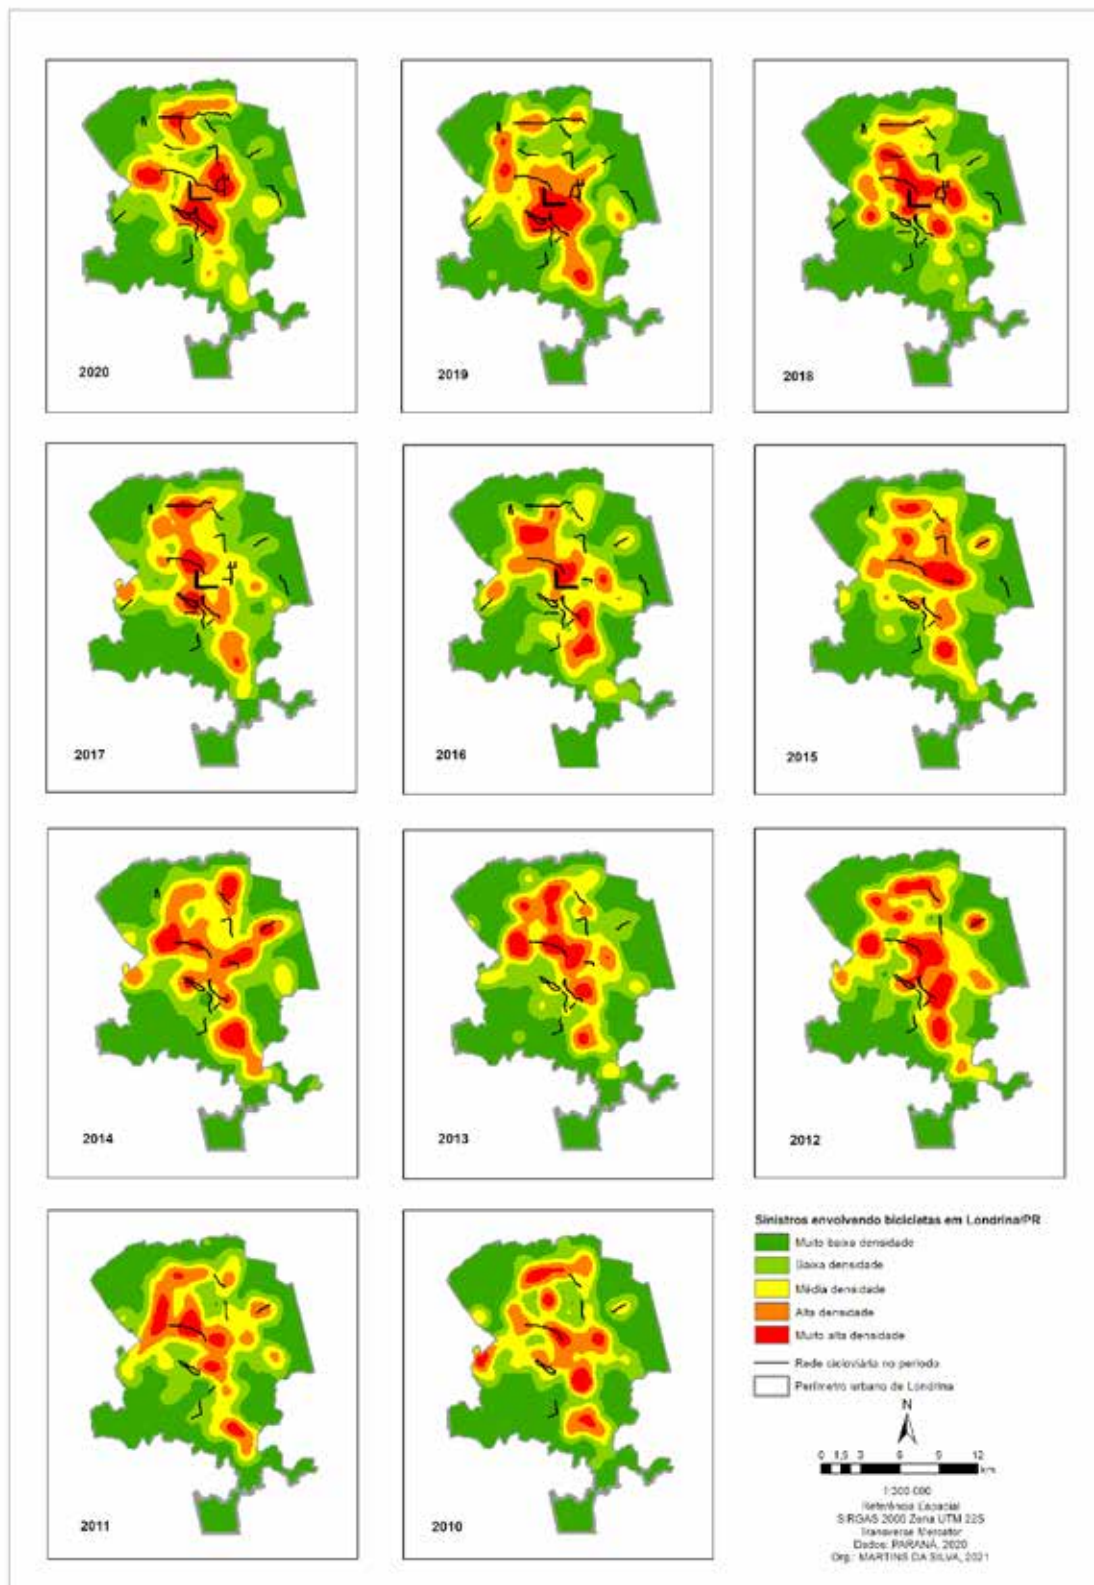 2020
2019
2018
2017
2016
2015
2014
2013
2012
2011
2010
Sinistros envolvendo bicicletas em Londrina/PR
Muito baixa densidade
Baixa densidade
Média densidade
Alta densidade
Muito alta densidade
Rede cicloviária no período
Perímetro urbano de Londrina
N
0 1,5 3 6 9 12
km
1:300.000
Referência Espacial
SIRGAS 2000 Zona UTM 22S
Transverse Mercator
Dados: PARANÁ, 2020
Org.: MARTINS DA SILVA, 2021